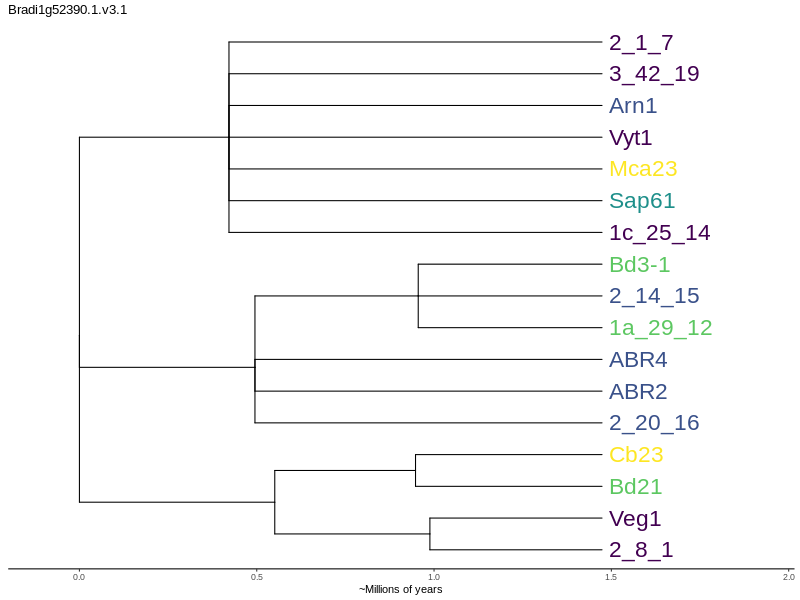 Bradi1g52390.1.v3.1
2_1_7
3_42_19
Arn1
Vyt1
Mca23
Sap61
1c_25_14
Bd3-1
2_14_15
1a_29_12
ABR4
ABR2
2_20_16
Cb23
Bd21
Veg1
2_8_1
0.0 0.5 1.0 1.5 2.0
~Millions of years